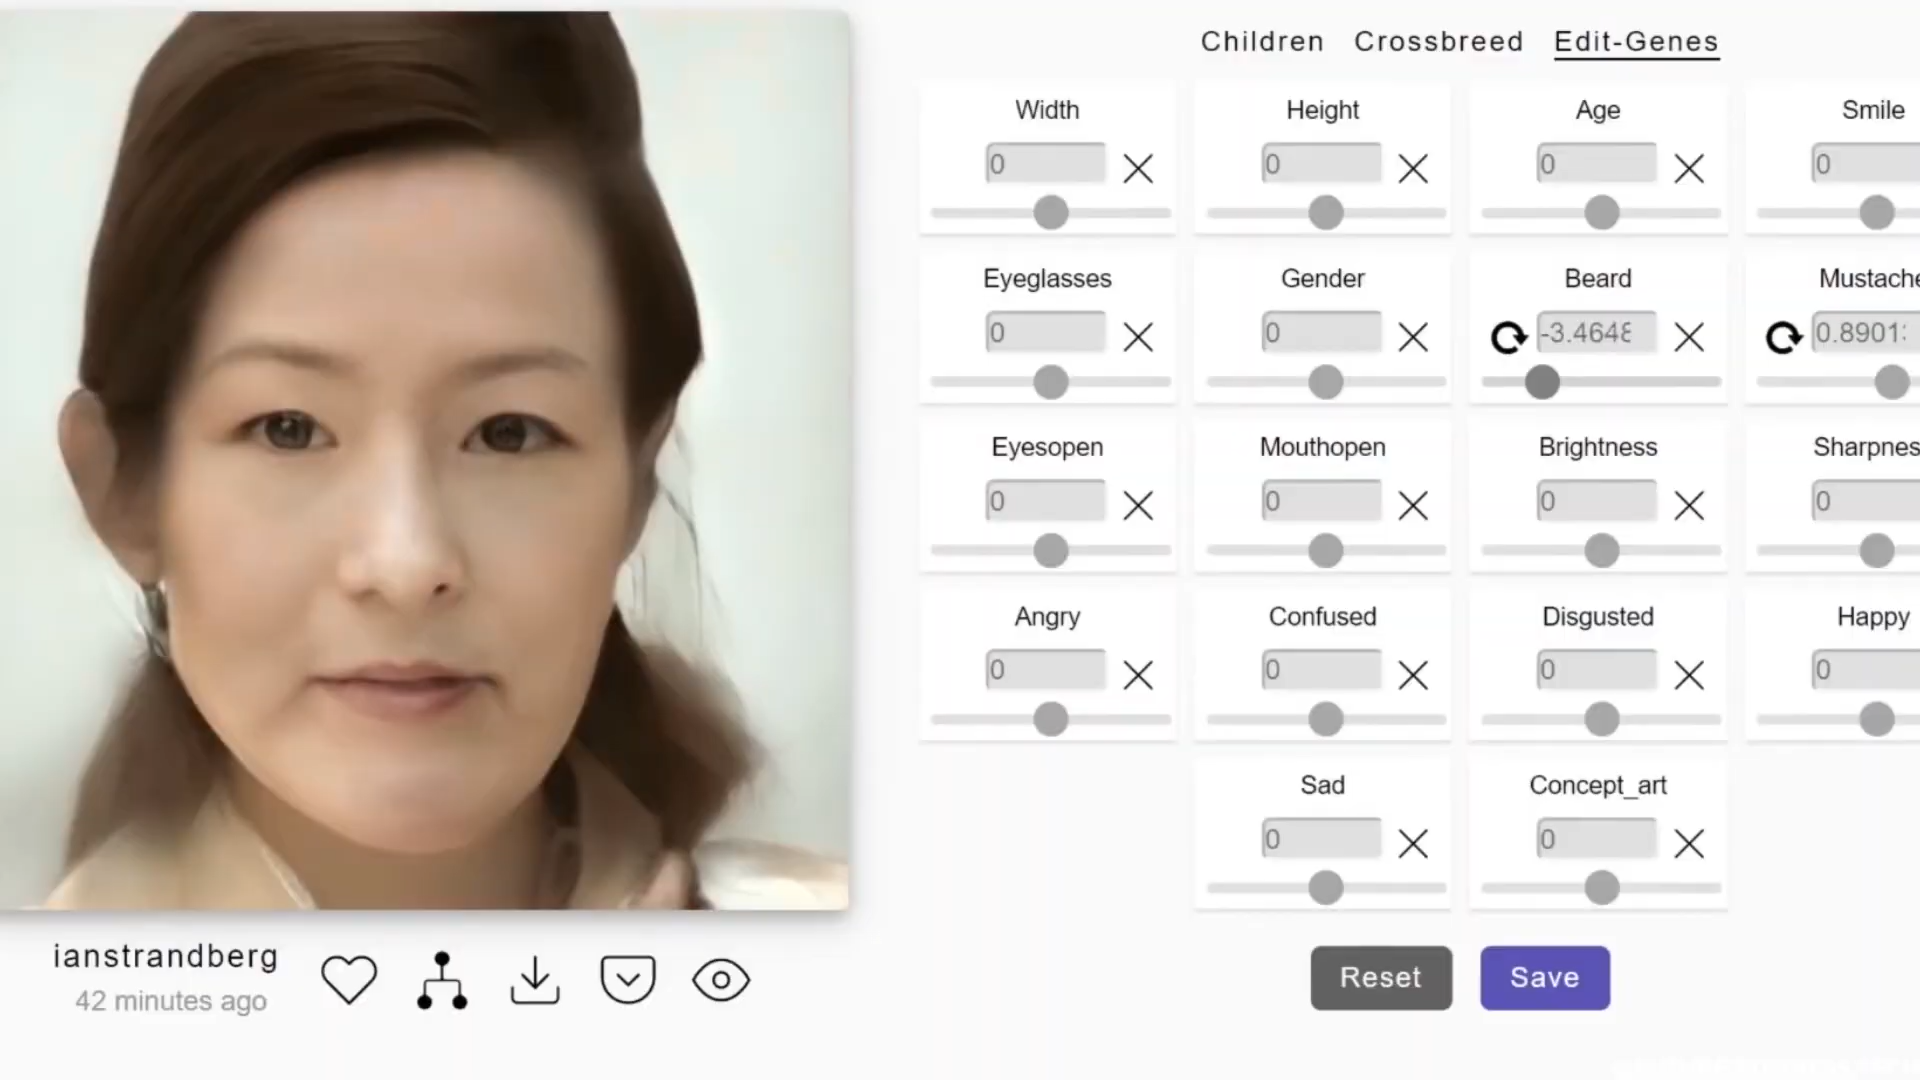 Children Crossbreed Edit-Genes
Width Height Age Smile
0 0 0 0
Eyeglasses Gender Beard Mustache
0 0 -3.4648 0.8901
Eyesopen Mouthopen Brightness Sharpnes
0 0 0 0
Angry Confused Disgusted Happy
0 0 0 0
Sad Concept_art
0 0
ianstrandberg
42 minutes ago
Reset Save